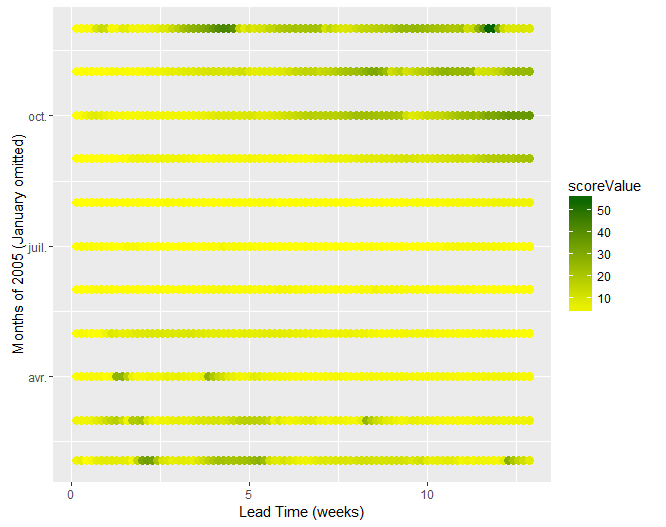 Months of 2005 (January omitted)
oct.
juil.
avr.
0
5
10
Lead Time (weeks)
scoreValue
50
40
30
20
10